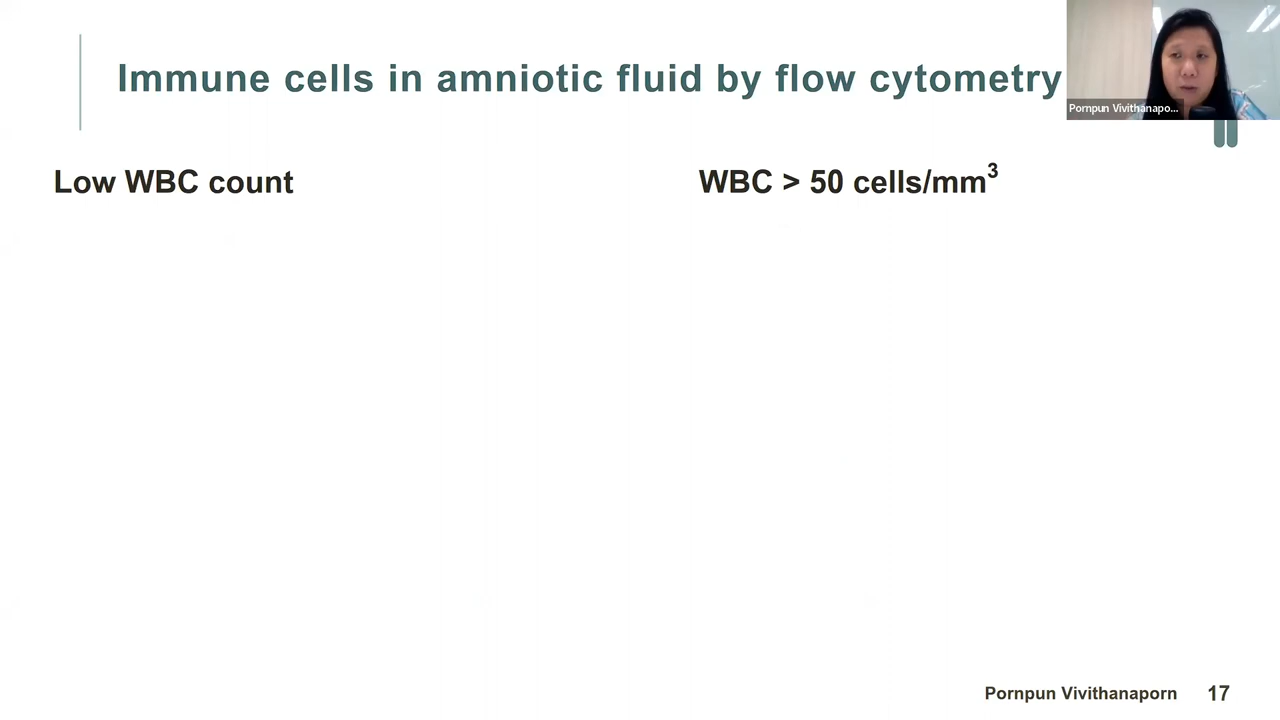 Immune cells in amniotic fluid by flow cytometry
Pornpun Vivithanapo...
Low WBC count
WBC > 50 cells/mm³
Pornpun Vivithanaporn 17